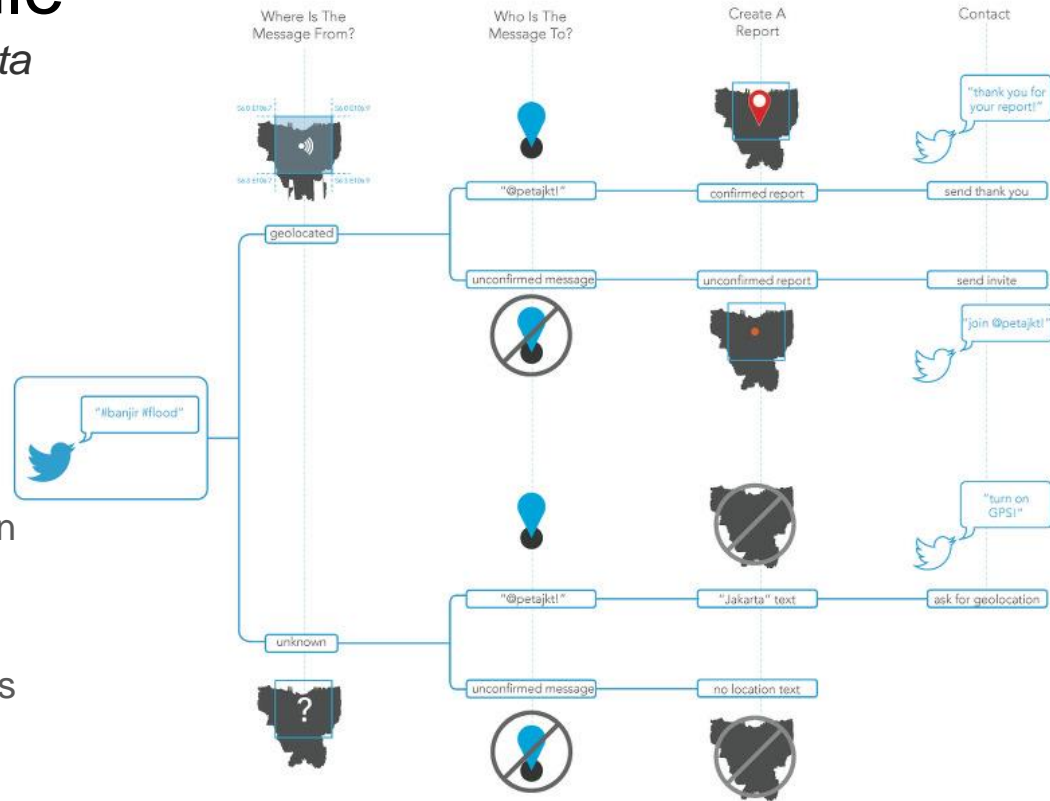 ta
n
s
Where Is The
Message From?
Who Is The
Message To?
Create A
Report
Contact
"thank you for
your report!"
"@petajkt!"
confirmed report
send thank you
geolocated
unconfirmed message
unconfirmed report
send invite
"join @petajkt!"
"#banjir #flood"
"turn on
GPS!"
"@petajkt!"
"Jakarta" text
ask for geolocation
unknown
?
unconfirmed message
no location text